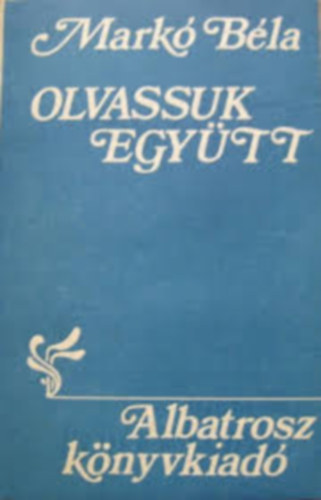 Markó Béla
OLVASSUK
EGYÜTT
Albatrosz
könyvkiadó